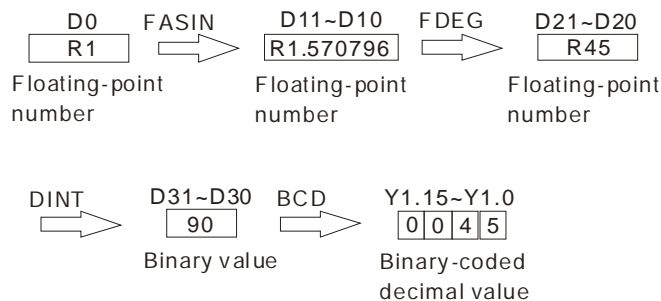 D0 FASIN D11~D10 FDEG D21~D20
R1 R1.570796 R45
Floating-point Floating-point Floating-point
number number number
DINT D31~D30 BCD Y1.15~Y1.0
90 0 0 4 5
Binary value Binary-coded
decimal value